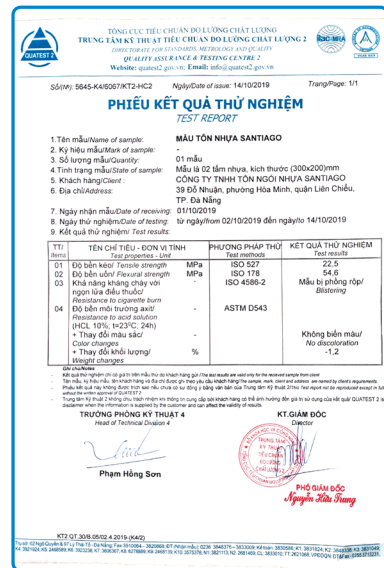 TỔNG CỤC TIÊU CHUẨN ĐO LƯỜNG CHẤT LƯỢNG
TRUNG TÂM KỸ THUẬT TIÊU CHUẨN ĐO LƯỜNG CHẤT LƯỢNG 2
DIRECTORATE FOR STANDARDS, METROLOGY AND QUALITY
QUALITY ASSURANCE & TESTING CENTRE 2
Website: quatest2.gov.vn; Email: info@quatest2.gov.vn
QUATEST 2
Số/(Nº): 5645-K4/6067/KT2-HC2 Ngày/Date of issue: 14/10/2019 Trang/Page: 1/1
PHIẾU KẾT QUẢ THỬ NGHIỆM
TEST REPORT
1.Tên mẫu/Name of sample: MẪU TÔN NHỰA SANTIAGO
2. Ký hiệu mẫu/Mark of sample: -
3. Số lượng mẫu/Quantity: 01 mẫu
4.Tình trạng mẫu/State of sample: Mẫu là 02 tấm nhựa, kích thước (300x200)mm
5. Khách hàng/Client : CÔNG TY TNHH TÔN NGÓI NHỰA SANTIAGO
6. Địa chỉ/Address: 39 Đỗ Nhuận, phường Hòa Minh, quận Liên Chiểu,
TP. Đà Nẵng
7. Ngày nhận mẫu/Date of receiving: 01/10/2019
8. Ngày thử nghiệm/Date of testing: từ ngày/from 02/10/2019 đến ngày/to 14/10/2019
9. Kết quả thử nghiệm/ Test results:
TT/ Items TÊN CHỈ TIÊU - ĐƠN VỊ TÍNH PHƯƠNG PHÁP THỬ KẾT QUẢ THỬ NGHIỆM
Test properties - Unit Test methods Test results
01 Độ bền kéo/ Tensile strength MPa ISO 527 22,5
02 Độ bền uốn/ Flexural strength MPa ISO 178 54,6
03 Khả năng kháng cháy với - ISO 4586-2 Mẫu bị phồng rộp/
ngọn lửa điếu thuốc/ Blistering
Resistance to cigarette burn
04 Độ bền môi trường axit/ - ASTM D543
Resistance to acid solution
(HCL 10%; t=23ºC; 24h)
+ Thay đổi màu sắc/ Không biến màu/
Color changes No discoloration
+ Thay đổi khối lượng/ % -1,2
Weight changes
Ghi chú/Notes:
TRƯỞNG PHÒNG KỸ THUẬT 4 KT.GIÁM ĐỐC
Head of Technical Division 4 Director
TRUNG TÂM
KỸ THUẬT
TIÊU CHUẨN
ĐO LƯỜNG
CHẤT LƯỢNG 2
Phạm Hồng Sơn
PHÓ GIÁM ĐỐC
Nguyễn Hữu Trung
KT2.QT.30/B.05/02.4.2019 (K4/2)